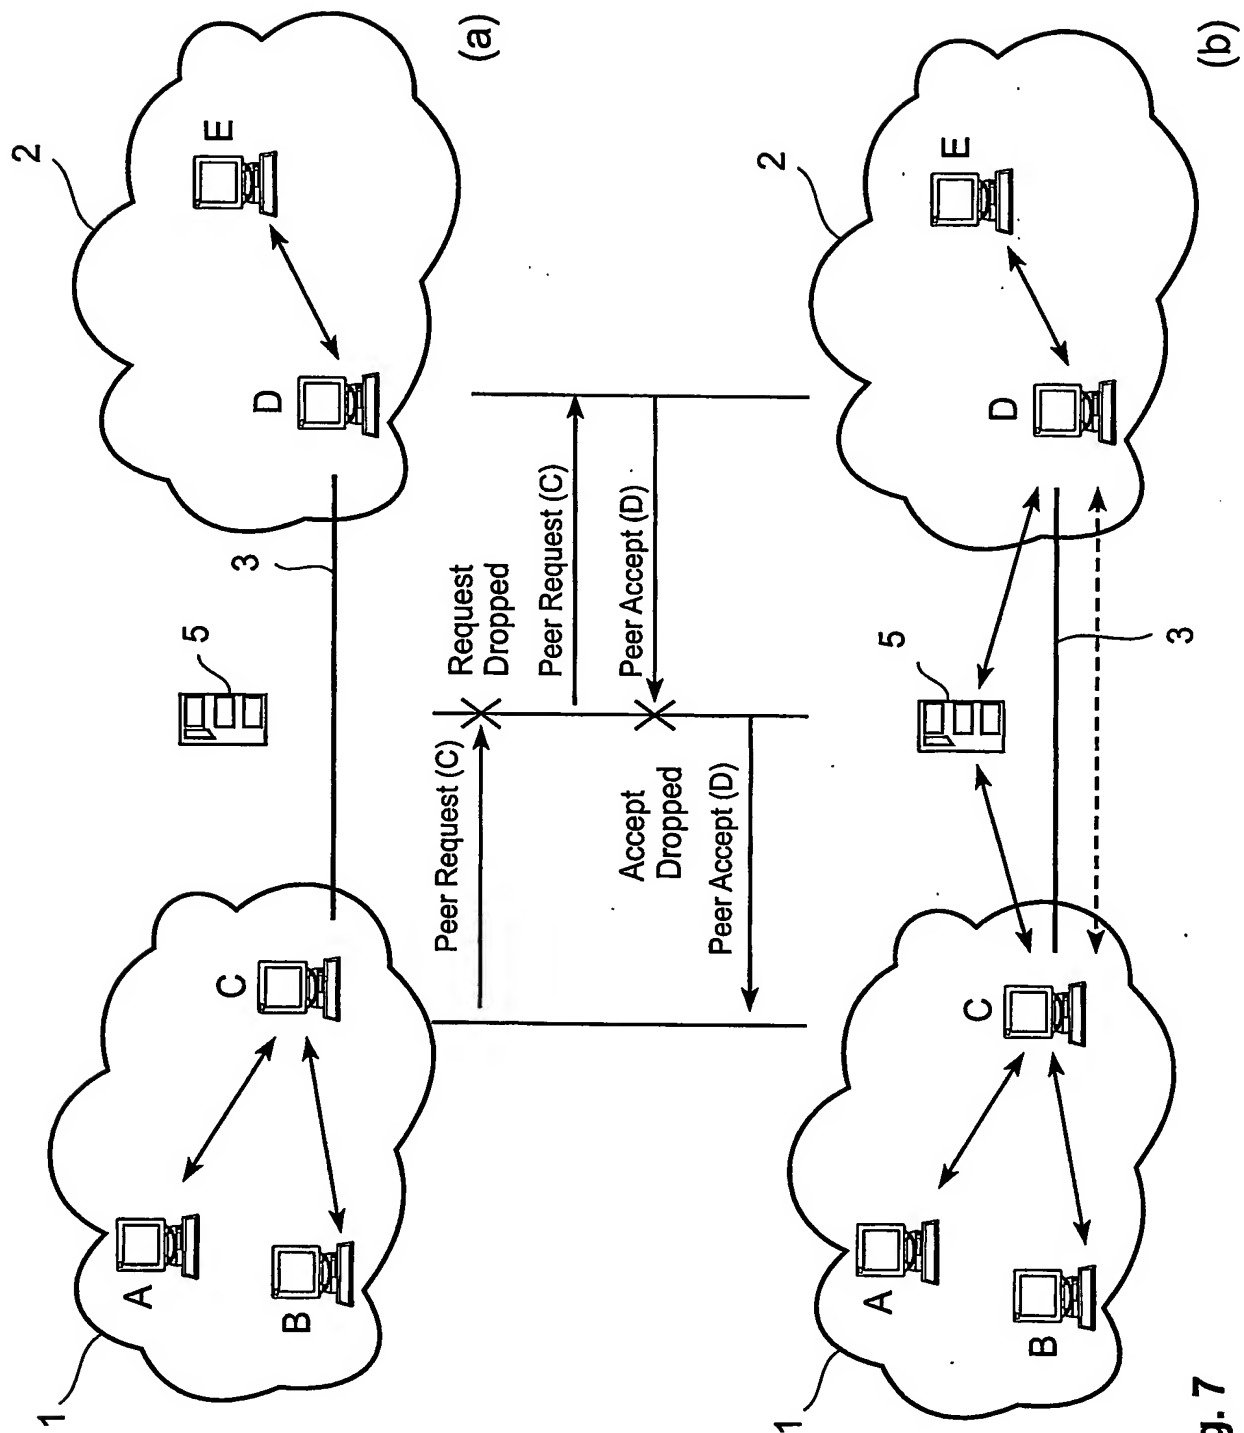 2
E
(a)
D
3
5
C
A
B
1
Request
Dropped
Peer Request (C)
Peer Request (C)
Peer Accept (D)
Accept
Dropped
Peer Accept (D)
2
E
(b)
D
5
3
C
A
B
1
g. 7